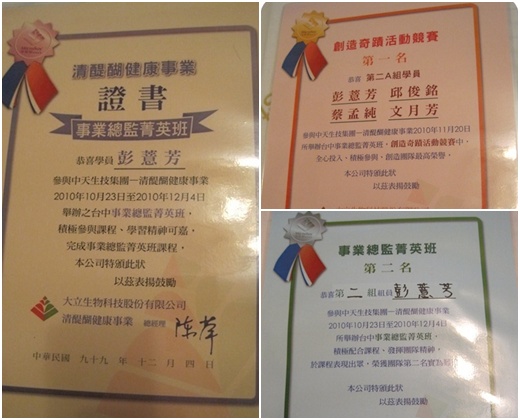 清醍醐健康事業
證書
事業總監菁英班
恭喜學員 彭薏芳
參與中天生技集團－清醍醐健康事業
2010年10月23日至2010年12月4日
舉辦之台中事業總監菁英班、
積極參與課程、學習精神可嘉，
完成事業總監菁英班課程，
本公司特頒此狀
以茲表揚鼓勵
大立生物科技股份有限公司
清醍醐健康事業 總經理
中華民國 九十九 年 十二 月 四 日
創造奇蹟活動競賽
第一名
恭喜 第二A組學員
彭薏芳 邱俊銘
蔡孟純 文月芳
參與中天生技集團－清醍醐健康事業2010年11月20日
所舉辦台中事業總監菁英班，創造奇蹟活動競賽中，
全心投入、積極參與，創造團隊最高榮譽，
本公司特頒此狀
以茲表揚鼓勵
事業總監菁英班
第二名
恭喜第二組組員 彭薏芳
參與中天生技集團－清醍醐健康事業
2010年10月23日至2010年12月4日
所舉辦台中事業總監菁英班，
積極配合課程、發揮團隊精神，
於課程表現出眾，榮獲團隊第二名實為
本公司特頒此狀
以茲表揚鼓勵